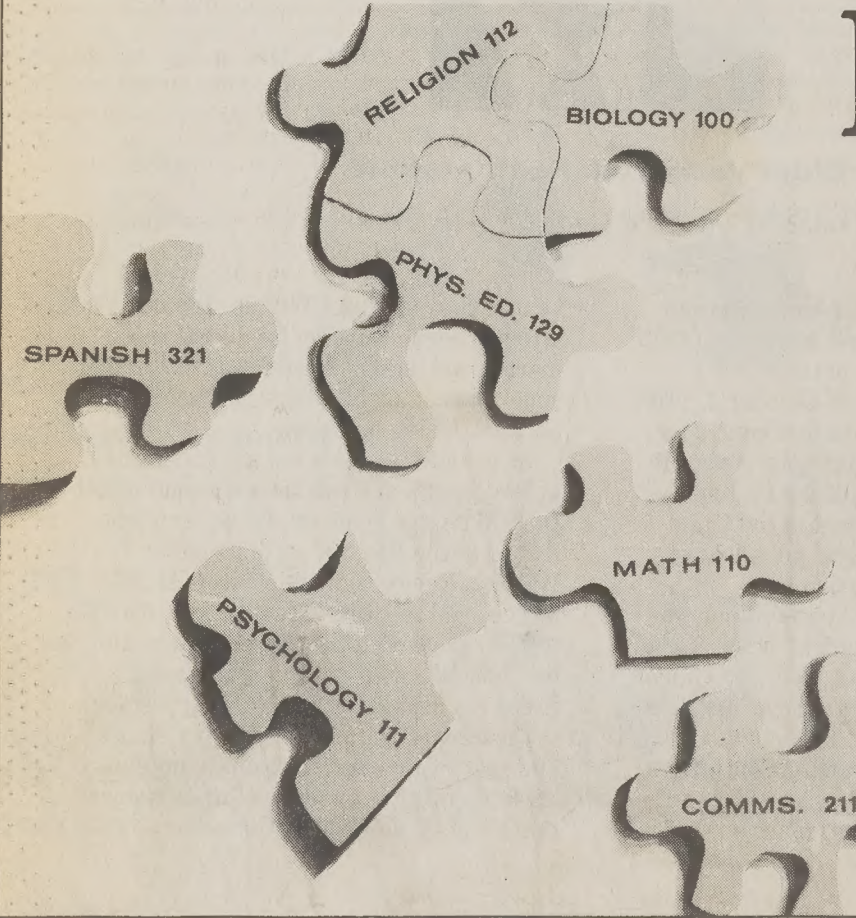 RELIGION 112
BIOLOGY 100
PHYS. ED. 129
SPANISH 321
MATH 110
PSYCHOLOGY 111
COMMS. 211